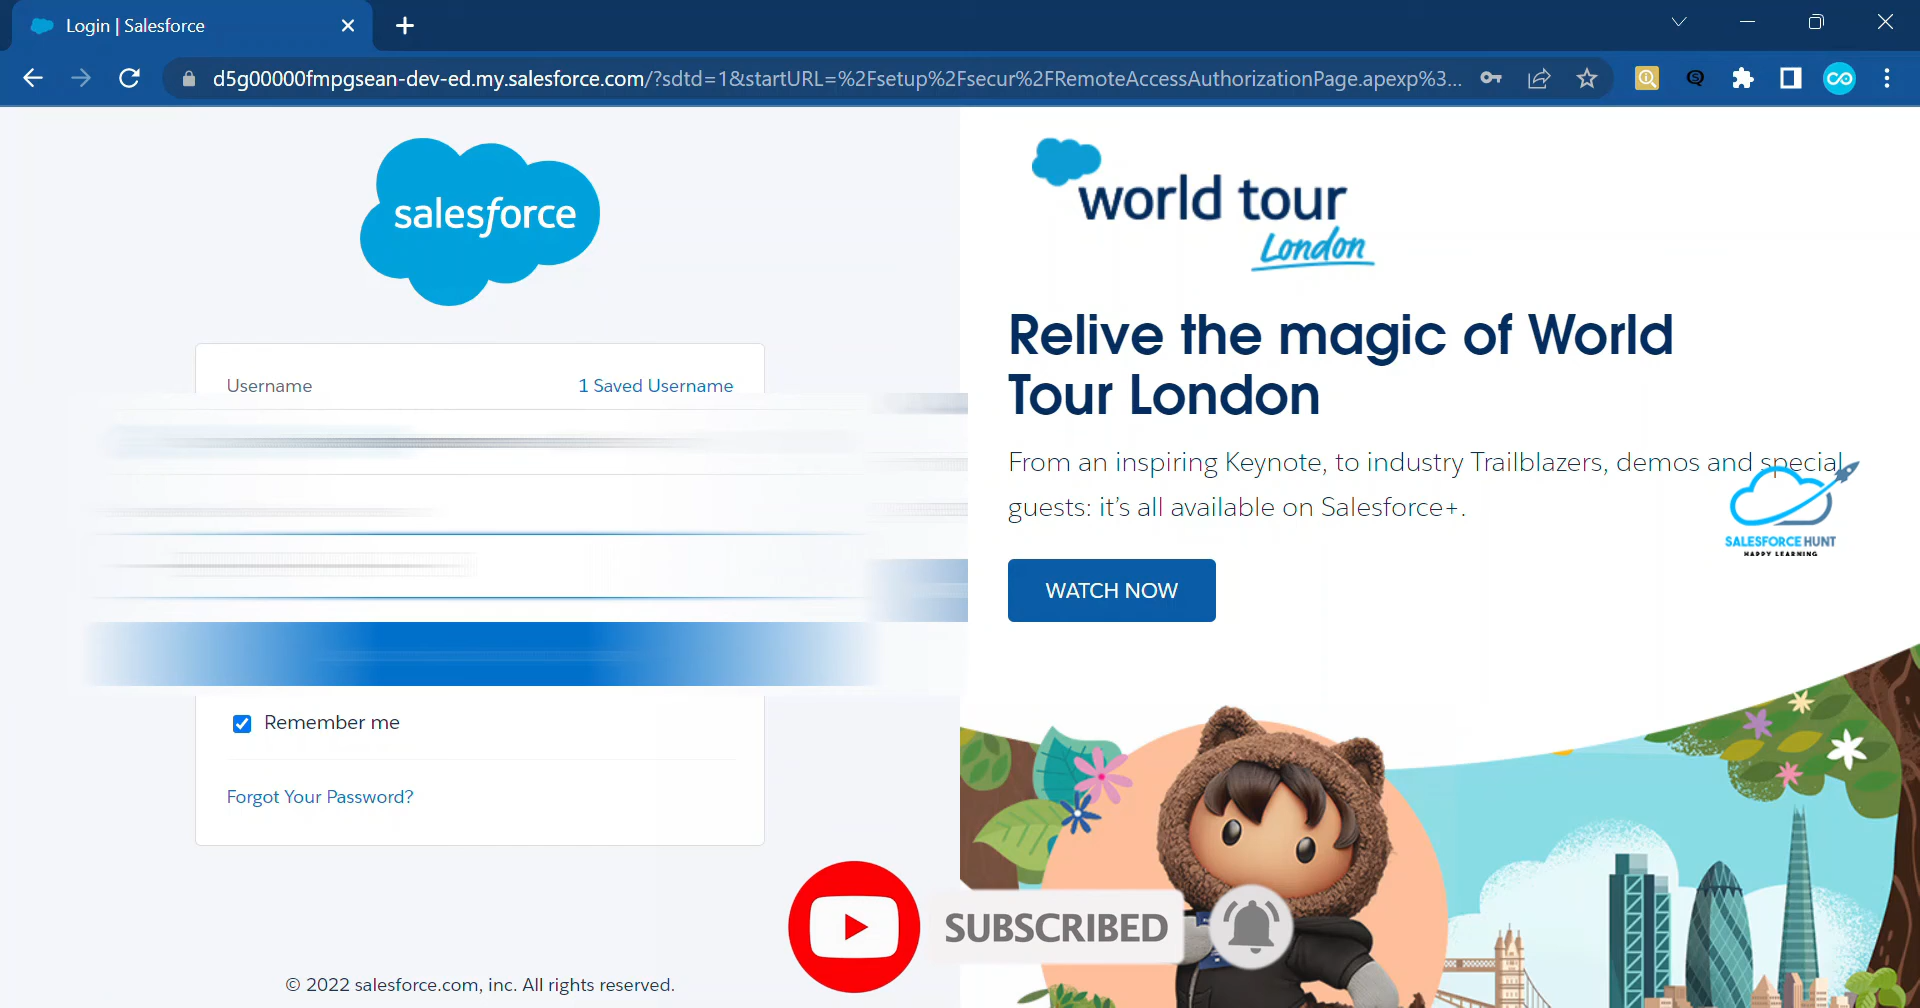 Login | Salesforce
d5g00000fmpgsean-dev-ed.my.salesforce.com/?sdtd=1&startURL=%2Fsetup%2Fsecur%2FRemoteAccessAuthorizationPage.apexp%3...
salesforce
Username
1 Saved Username
Remember me
Forgot Your Password?
© 2022 salesforce.com, inc. All rights reserved.
world tour
London
Relive the magic of World
Tour London
From an inspiring Keynote, to industry Trailblazers, demos and special
guests: it’s all available on Salesforce+.
WATCH NOW
SALESFORCE HUNT
HAPPY LEARNING
SUBSCRIBED